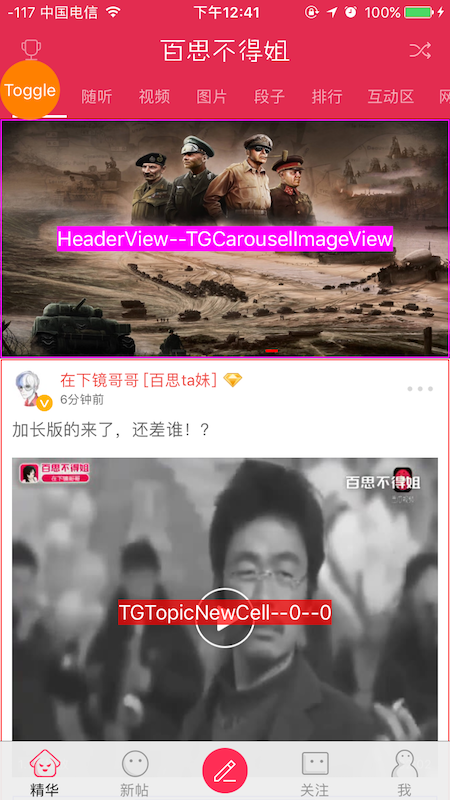 -117 中国电信 下午12:41 100%
百思不得姐
Toggle 随听 视频 图片 段子 排行 互动区
HeaderView--TGCarouselImageView
在下镜哥哥[百思ta妹]
6分钟前
加长版的来了，还差谁！？
百思不得姐 百思不得姐
在下镜哥哥
TGTopicNewCell--0--0
精华 新帖 关注 我